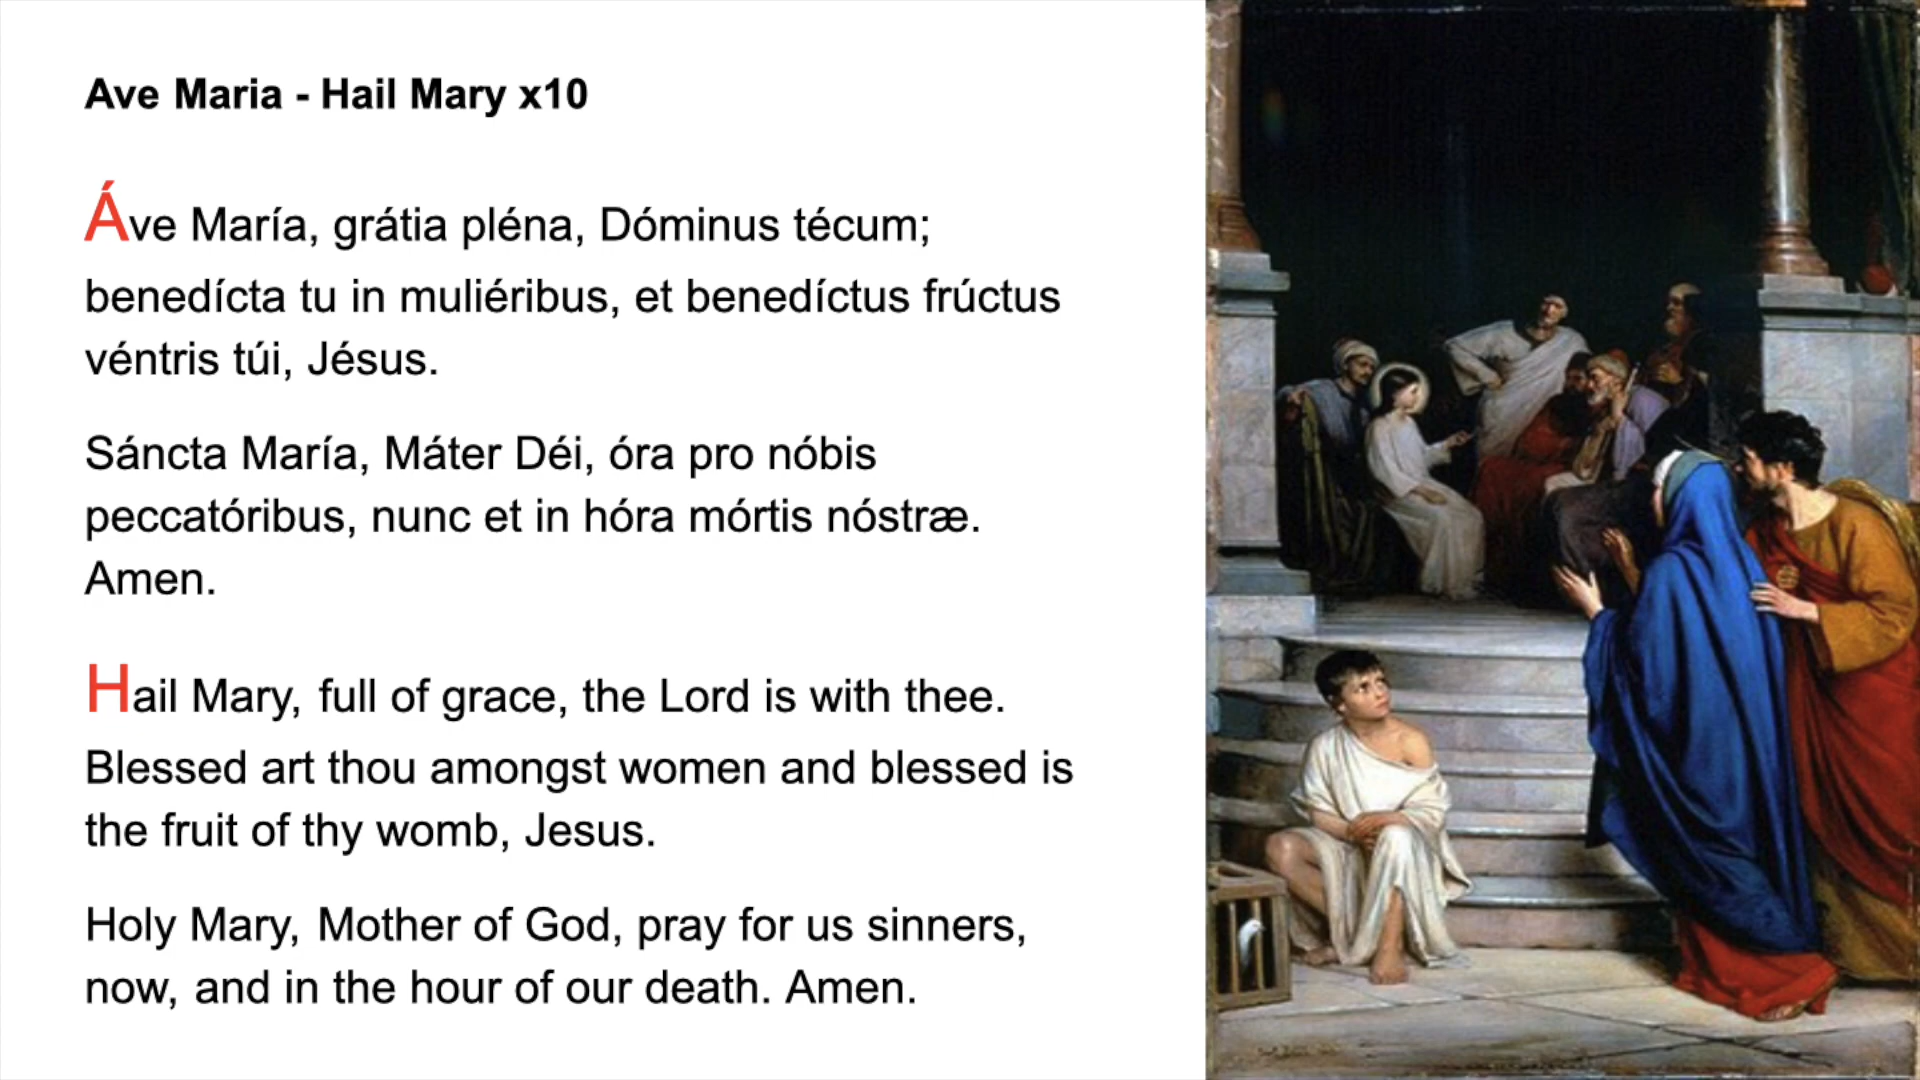 Ave Maria - Hail Mary x10
Áve María, grátia pléna, Dóminus técum;
benedícta tu in muliéribus, et benedíctus frúctus
véntris túi, Jésus.
Sáncta María, Máter Déi, óra pro nóbis
peccatóribus, nunc et in hóra mórtis nóstræ.
Amen.
Hail Mary, full of grace, the Lord is with thee.
Blessed art thou amongst women and blessed is
the fruit of thy womb, Jesus.
Holy Mary, Mother of God, pray for us sinners,
now, and in the hour of our death. Amen.